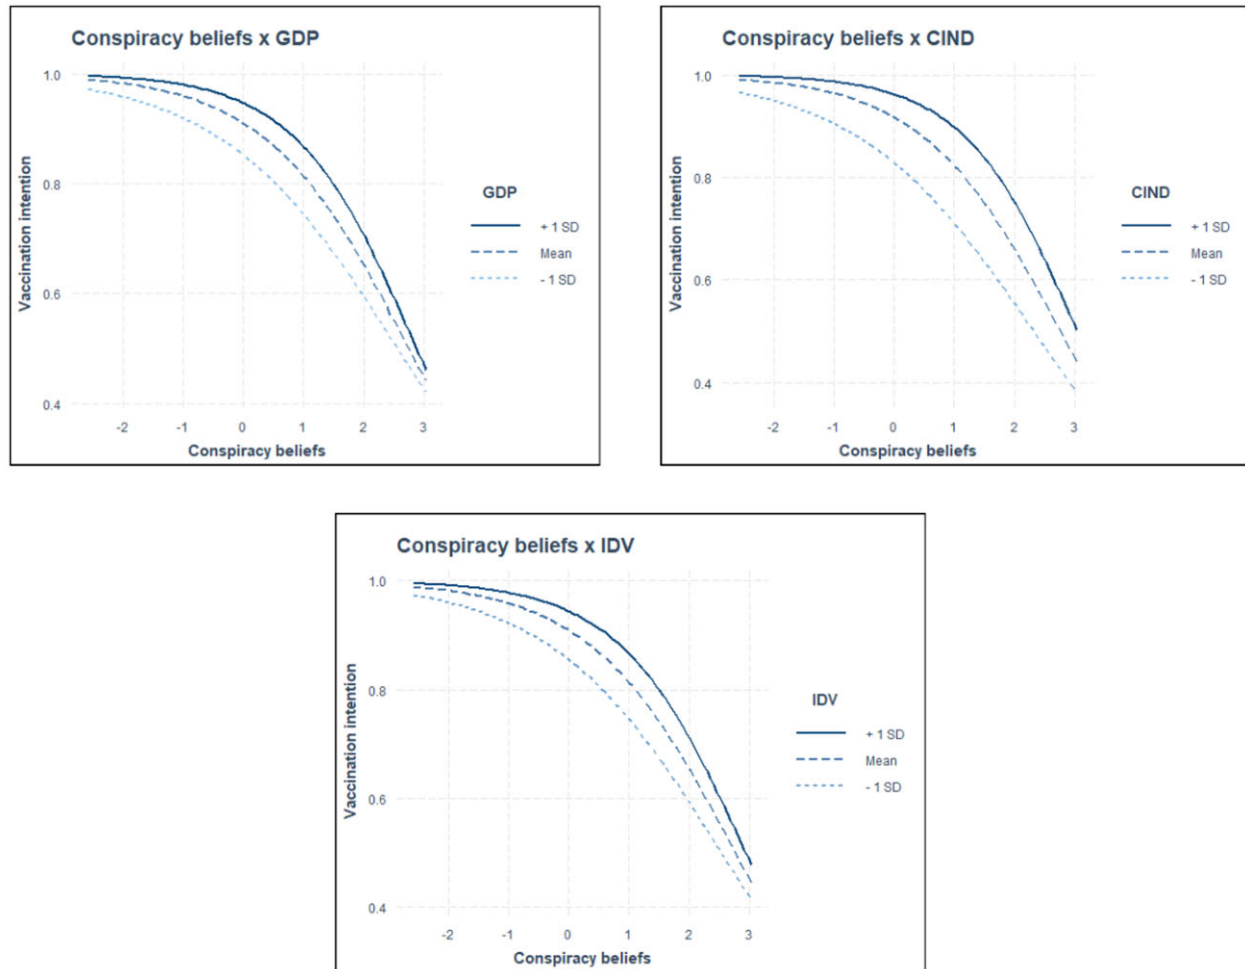 Conspiracy beliefs x GDP
1.0
0.8
0.6
0.4
Vaccination intention
-2 -1 0 1 2 3
Conspiracy beliefs
GDP
+ 1 SD
Mean
- 1 SD
Conspiracy beliefs x CIND
1.0
0.8
0.6
0.4
Vaccination intention
-2 -1 0 1 2 3
Conspiracy beliefs
CIND
+ 1 SD
Mean
- 1 SD
Conspiracy beliefs x IDV
1.0
0.8
0.6
0.4
Vaccination intention
-2 -1 0 1 2 3
Conspiracy beliefs
IDV
+ 1 SD
Mean
- 1 SD